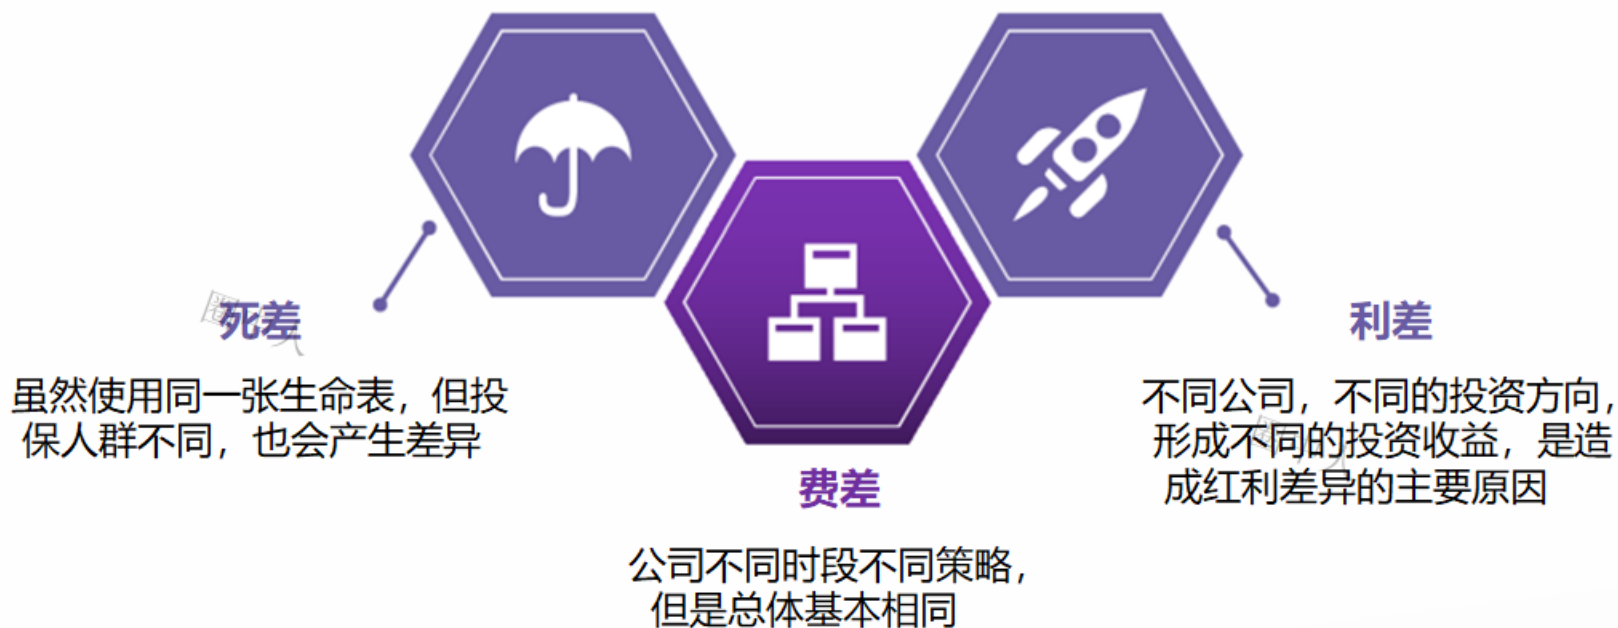 死差
虽然使用同一张生命表，但投
保人群不同，也会产生差异
费差
公司不同时段不同策略，
但是总体基本相同
利差
不同公司，不同的投资方向，
形成不同的投资收益，是造
成红利差异的主要原因